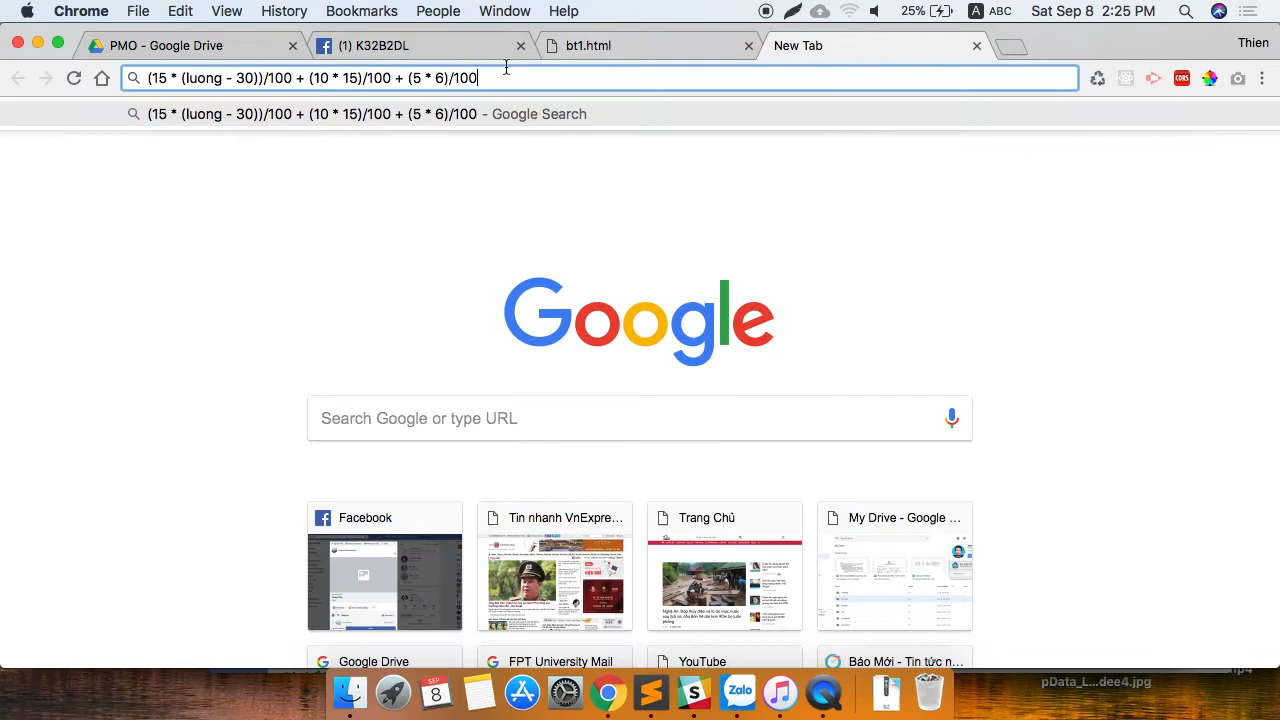 Chrome File Edit View History Bookmarks People Window Help 25% A ABC Sat Sep 8 2:25 PM
PMO - Google Drive (1) K32B2DL bt1.html New Tab Thien
(15 * (luong - 30))/100 + (10 * 15)/100 + (5 * 6)/100 CORS
(15 * (luong - 30))/100 + (10 * 15)/100 + (5 * 6)/100 - Google Search
Google
Search Google or type URL
Facebook Tin nhanh VnExpre... Trang Chủ My Drive - Google ...
Google Drive FPT University Mail YouTube Báo Mới - Tin tức n...
SEP
8
Zalo
pData_L...dee4.jpg